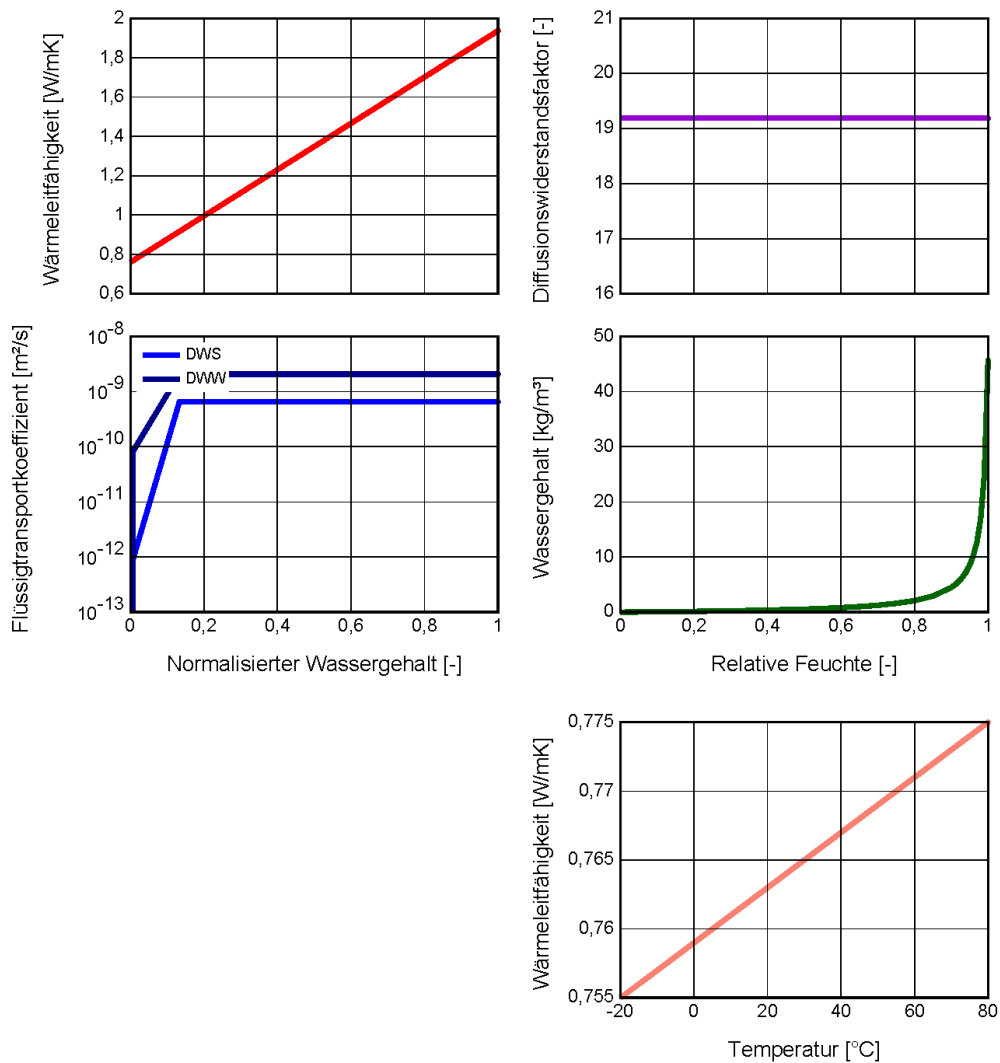 Wärmeleitfähigkeit [W/mK]
2
1,8
1,6
1,4
1,2
1
0,8
0,6
Diffusionswiderstandsfaktor [-]
21
20
19
18
17
16
Flüssigtransportkoeffizient [m²/s]
10-8
10-9
10-10
10-11
10-12
10-13
DWS
DWW
0 0,2 0,4 0,6 0,8 1
Normalisierter Wassergehalt [-]
Wassergehalt [kg/m³]
50
40
30
20
10
0
0 0,2 0,4 0,6 0,8 1
Relative Feuchte [-]
Wärmeleitfähigkeit [W/mK]
0,775
0,77
0,765
0,76
0,755
-20 0 20 40 60 80
Temperatur [°C]